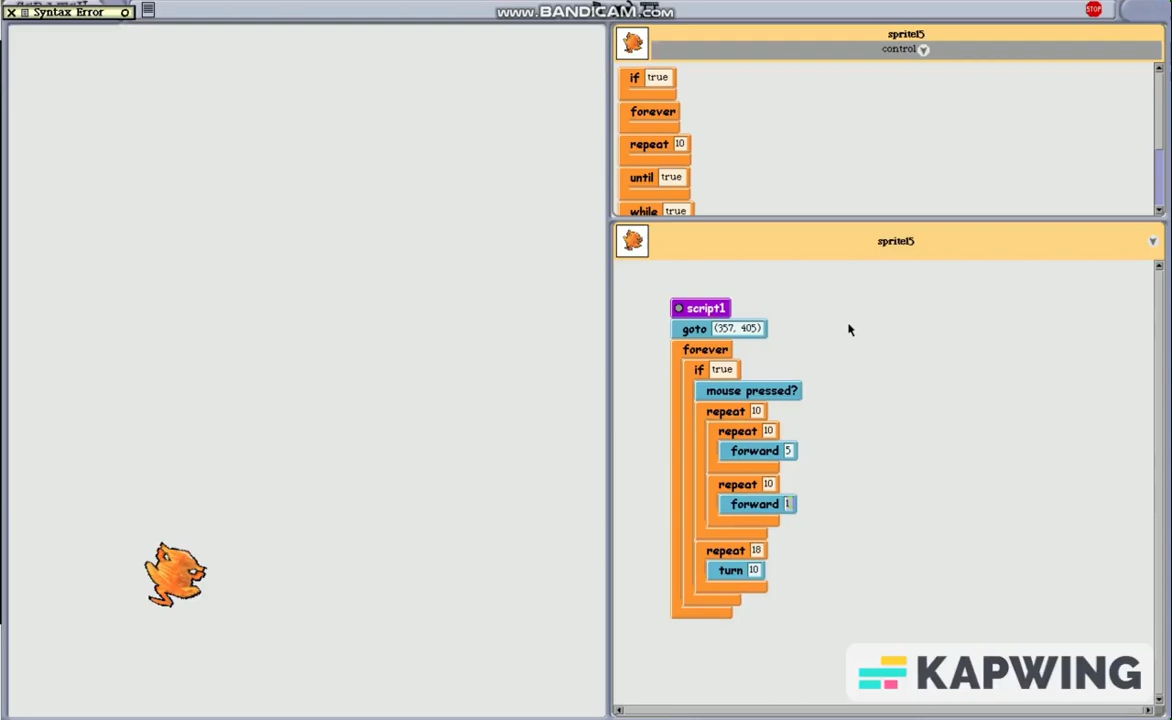 www.BANDICAM.com
Syntax Error
STOP
sprite15
control
if true
forever
repeat 10
until true
while true
sprite15
script1
goto (357, 405)
forever
if true
mouse pressed?
repeat 10
repeat 10
forward 5
repeat 10
forward 1
repeat 18
turn 10
KAPWING